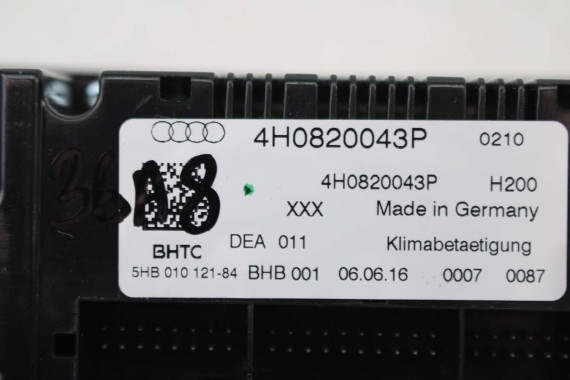 4H0820043P 0210
4H0820043P H200
XXX Made in Germany
DEA 011 Klimabetaetigung
BHTC
5HB 010 121-84 BHB 001 06.06.16 0007 0087